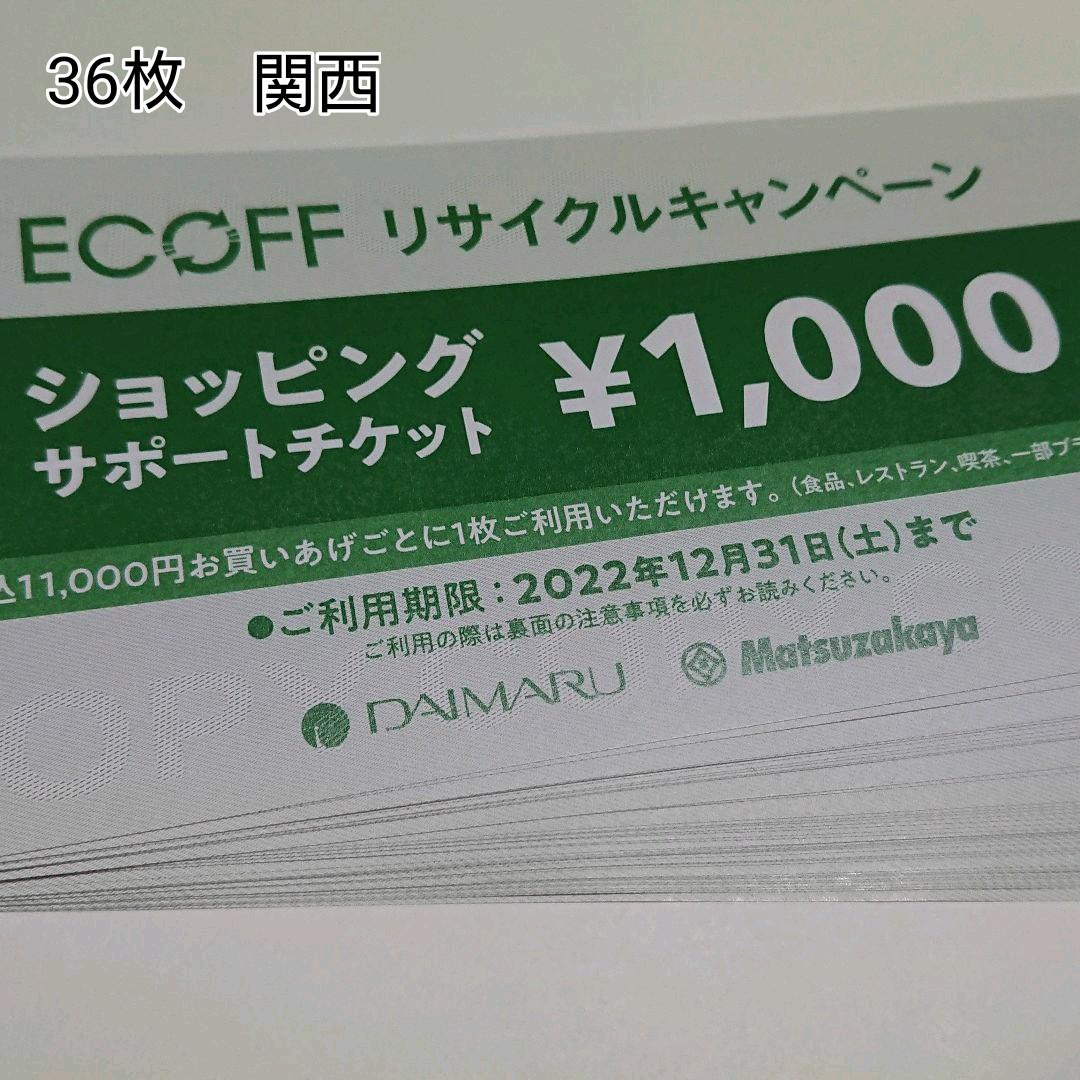 36枚 関西
ECOFF リサイクルキャンペーン
ショッピング
サポートチケット
¥1,000
込11,000円お買いあげごとに1枚ご利用いただけます。(食品、レストラン、喫茶、一部ブラ
●ご利用期限:2022年12月31日(土)まで
ご利用の際は裏面の注意事項を必ずお読みください。
DAIMARU Matsuzakaya